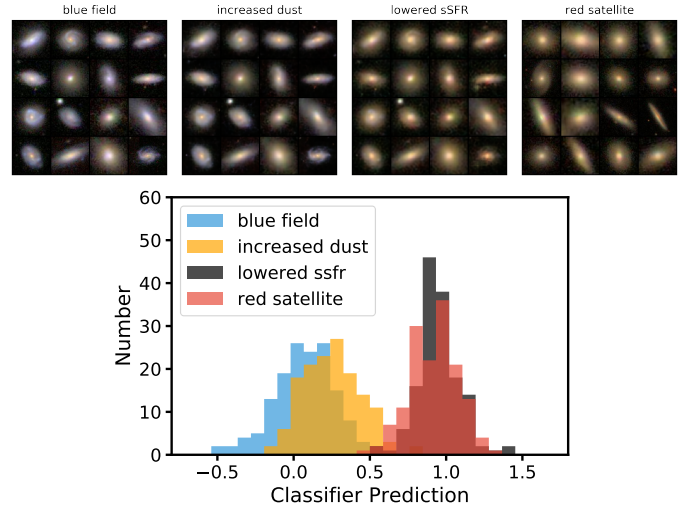 blue field
increased dust
lowered sSFR
red satellite
60
50
40
30
20
10
0
Number
blue field
increased dust
lowered ssfr
red satellite
−0.5
0.0
0.5
1.0
1.5
Classifier Prediction